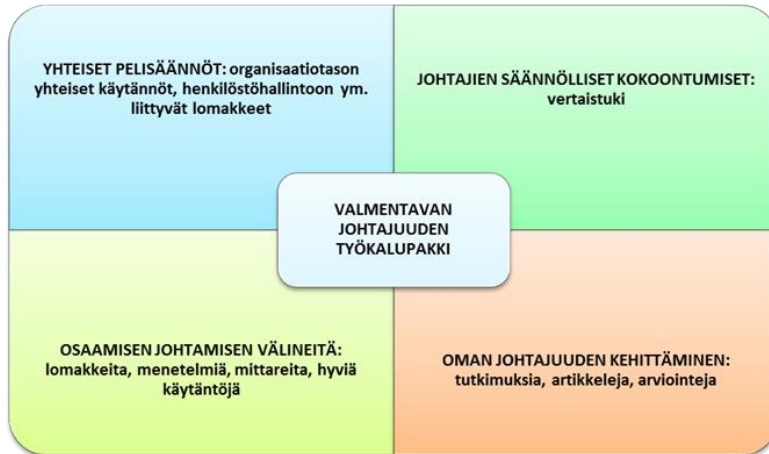 YHTEISET PELISÄÄNNÖT: organisaatiotason
yhteiset käytännöt, henkilöstöhallintoon ym.
liittyvät lomakkeet
JOHTAJIEN SÄÄNNÖLLISET KOKOONTUMISET:
vertaistuki
VALMENTAVAN
JOHTAJUUDEN
TYÖKALUPAKKI
OSAAMISEN JOHTAMISEN VÄLINEITÄ:
lomakkeita, menetelmiä, mittareita, hyviä
käytäntöjä
OMAN JOHTAJUUDEN KEHITTÄMINEN:
tutkimuksia, artikkeleja, arviointeja